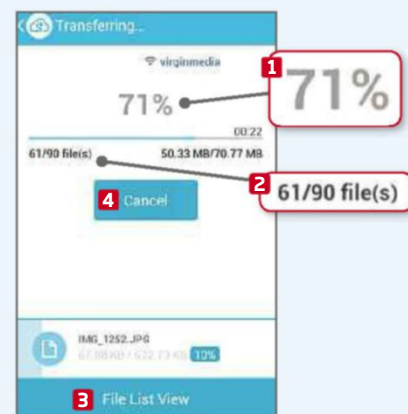 Transferring...
virginmedia
71%
1
71%
00:22
61/90 file(s)
50.33 MB/70.77 MB
2
61/90 file(s)
4 Cancel
IMG_1252.JPG
10%
3 File List View